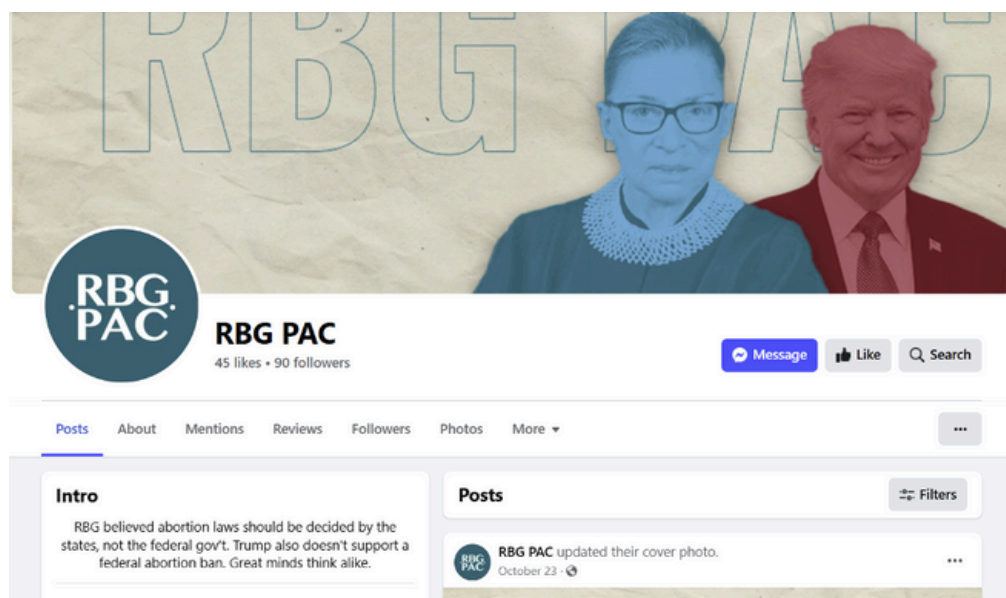 RBG PAC
RBG
PAC
RBG PAC
45 likes • 90 followers
Message
Like
Search
Posts
About
Mentions
Reviews
Followers
Photos
More
Intro
RBG believed abortion laws should be decided by the
states, not the federal gov't. Trump also doesn't support a
federal abortion ban. Great minds think alike.
Posts
Filters
RBG
PAC
RBG PAC updated their cover photo.
October 23 ·